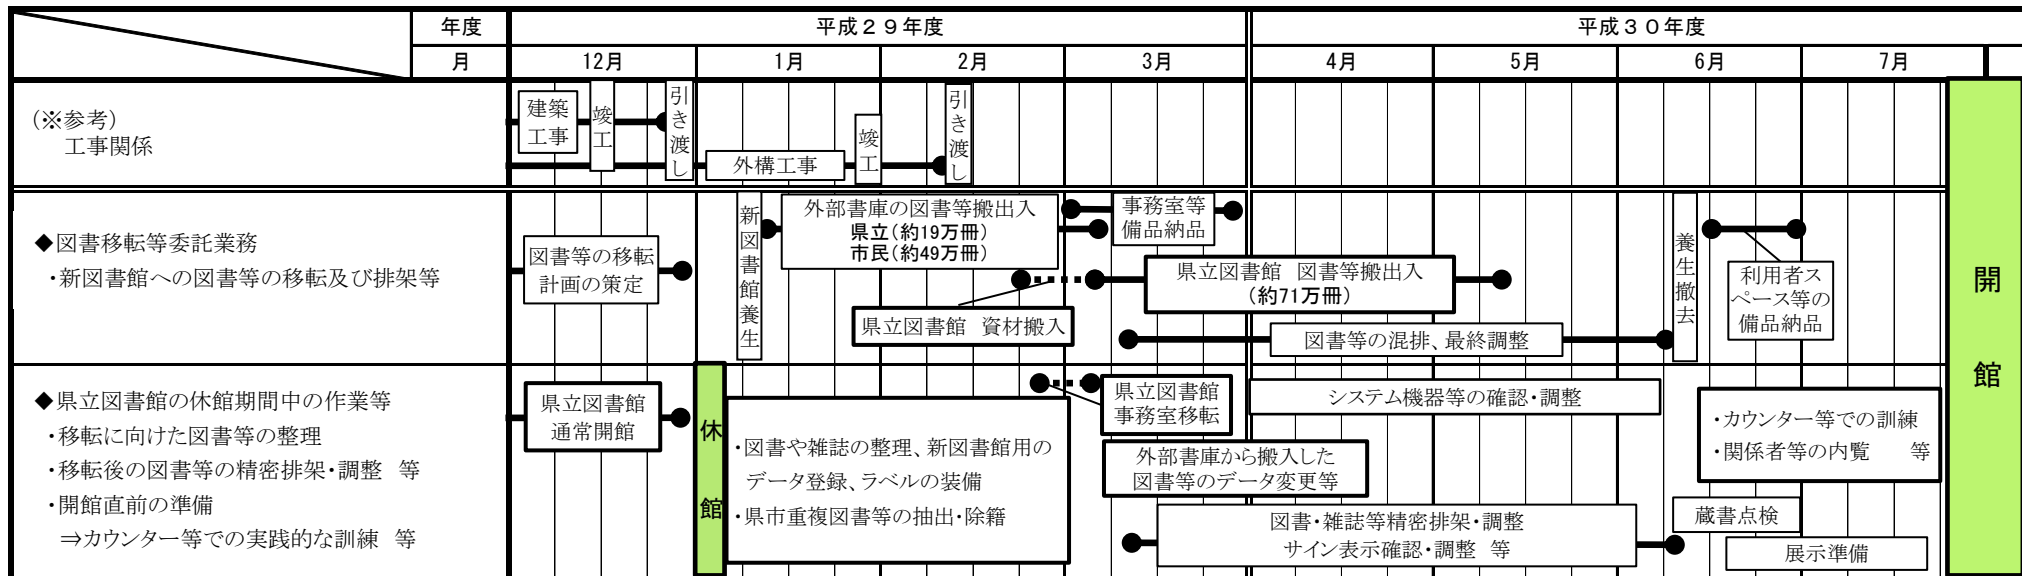 年度
平成２９年度
平成３０年度
月
12月
1月
2月
3月
4月
5月
6月
7月
(※参考)
工事関係
建築
工事
竣工
引き渡し
外構工事
竣工
引き渡し
◆図書移転等委託業務
・新図書館への図書等の移転及び排架等
図書等の移転
計画の策定
新図書館養生
外部書庫の図書等搬出入
県立(約19万冊)
市民(約49万冊)
事務室等
備品納品
県立図書館　資材搬入
県立図書館　図書等搬出入
(約71万冊)
図書等の混排、最終調整
養生撤去
利用者ス
ペース等の
備品納品
◆県立図書館の休館期間中の作業等
・移転に向けた図書等の整理
・移転後の図書等の精密排架・調整　等
・開館直前の準備
⇒カウンター等での実践的な訓練　等
県立図書館
通常開館
休館
・図書や雑誌の整理、新図書館用の
データ登録、ラベルの装備
・県市重複図書等の抽出・除籍
県立図書館
事務室移転
外部書庫から搬入した
図書等のデータ変更等
システム機器等の確認・調整
図書・雑誌等精密排架・調整
サイン表示確認・調整　等
・カウンター等での訓練
・関係者等の内覧　　等
蔵書点検
展示準備
開館